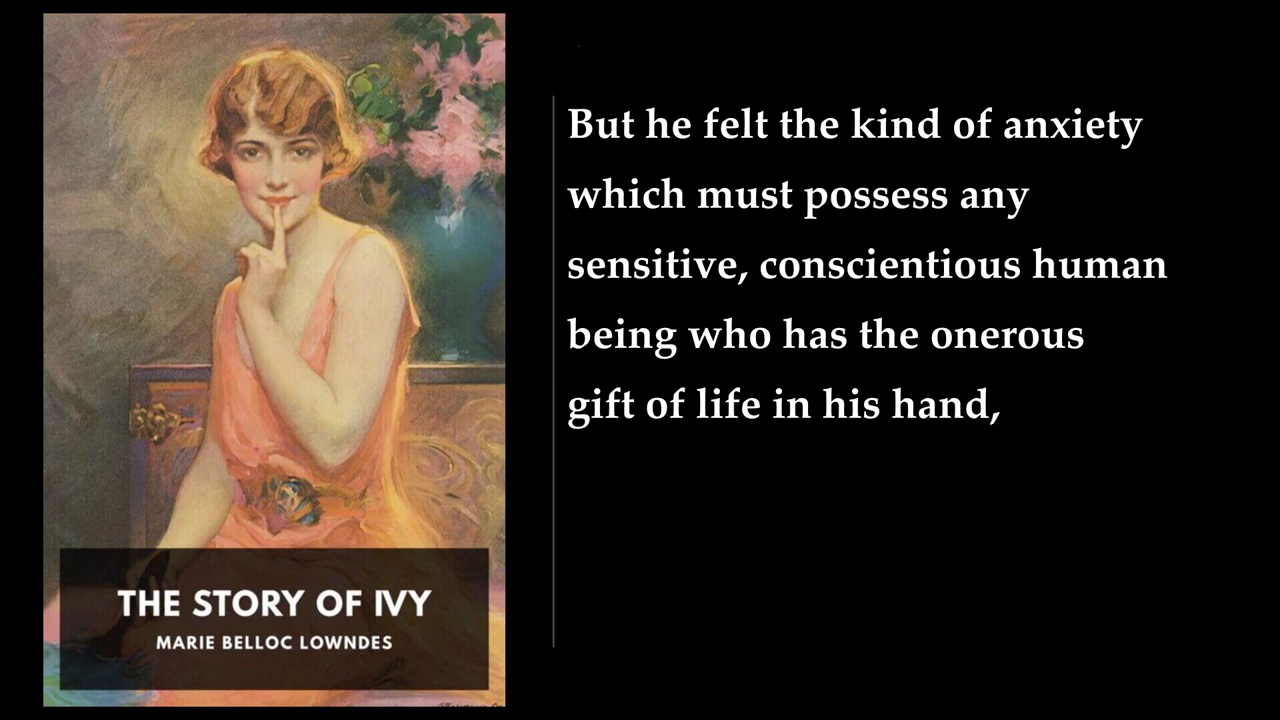 THE STORY OF IVY
MARIE BELLOC LOWNDES
But he felt the kind of anxiety
which must possess any
sensitive, conscientious human
being who has the onerous
gift of life in his hand,